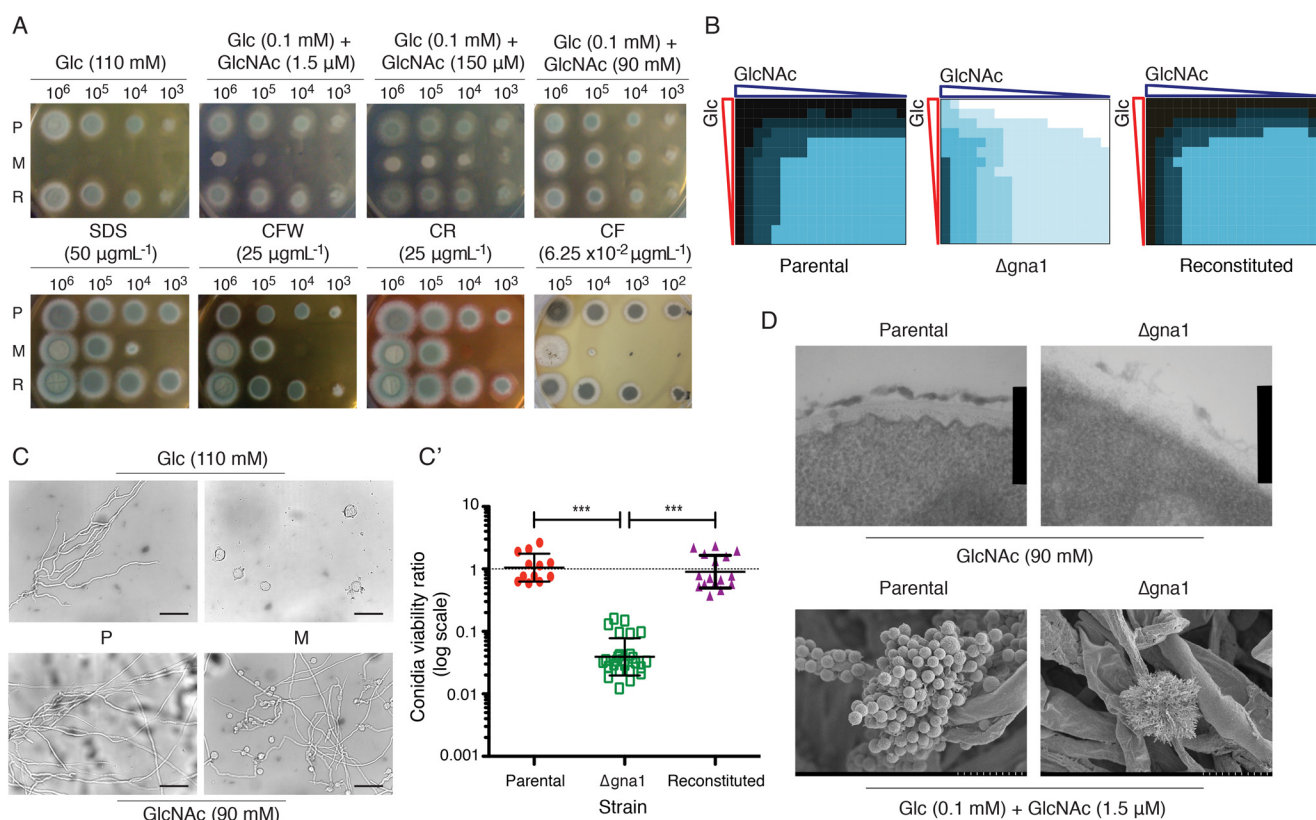 A
Glc (110 mM)
Glc (0.1 mM) +
GlcNAc (1.5 µM)
Glc (0.1 mM) +
GlcNAc (150 µM)
Glc (0.1 mM) +
GlcNAc (90 mM)
10⁶ 10⁵ 10⁴ 10³ 10⁶ 10⁵ 10⁴ 10³ 10⁶ 10⁵ 10⁴ 10³ 10⁶ 10⁵ 10⁴ 10³
P
M
R
SDS
(50 µgmL⁻¹)
CFW
(25 µgmL⁻¹)
CR
(25 µgmL⁻¹)
CF
(6.25 x10⁻² µgmL⁻¹)
10⁶ 10⁵ 10⁴ 10³ 10⁶ 10⁵ 10⁴ 10³ 10⁶ 10⁵ 10⁴ 10³ 10⁵ 10⁴ 10³ 10²
P
M
R
B
GlcNAc
Glc
Parental
GlcNAc
Glc
Δgna1
GlcNAc
Glc
Reconstituted
C
Glc (110 mM)
P
M
GlcNAc (90 mM)
C'
Conidia viability ratio
(log scale)
10
1
0.1
0.01
0.001
***
***
Parental Δgna1 Reconstituted
Strain
D
Parental
Δgna1
GlcNAc (90 mM)
Parental
Δgna1
Glc (0.1 mM) + GlcNAc (1.5 µM)